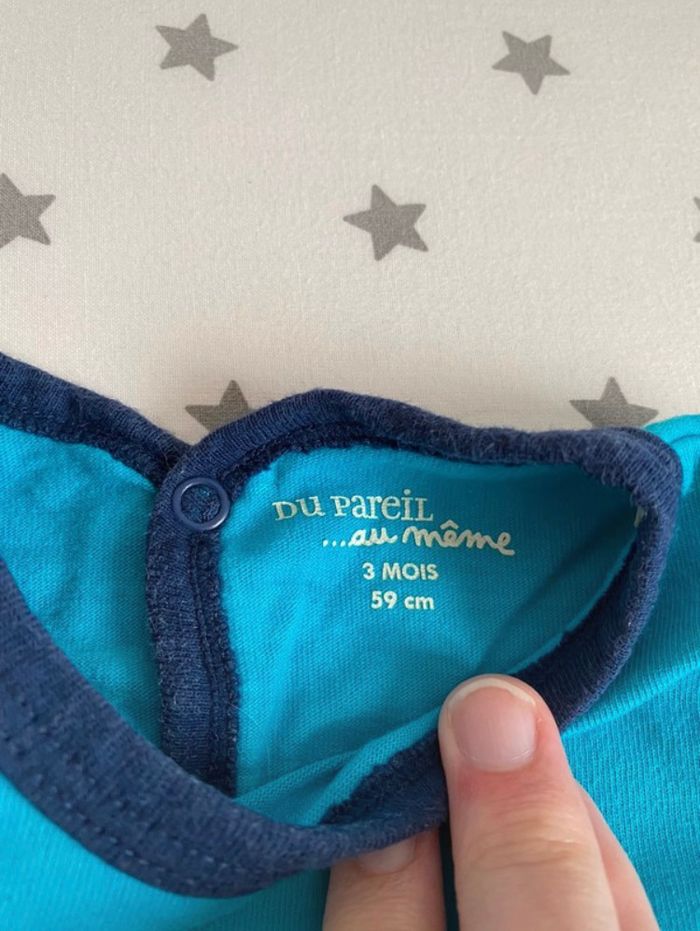 DU PAREIL
...au même
3 MOIS
59 cm